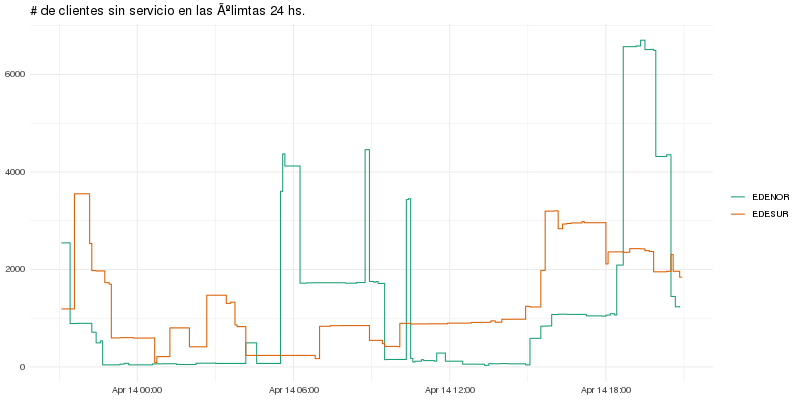 # de clientes sin servicio en las Ãºlimtas 24 hs.
6000
4000
2000
0
Apr 14 00:00
Apr 14 06:00
Apr 14 12:00
Apr 14 18:00
EDENOR
EDESUR